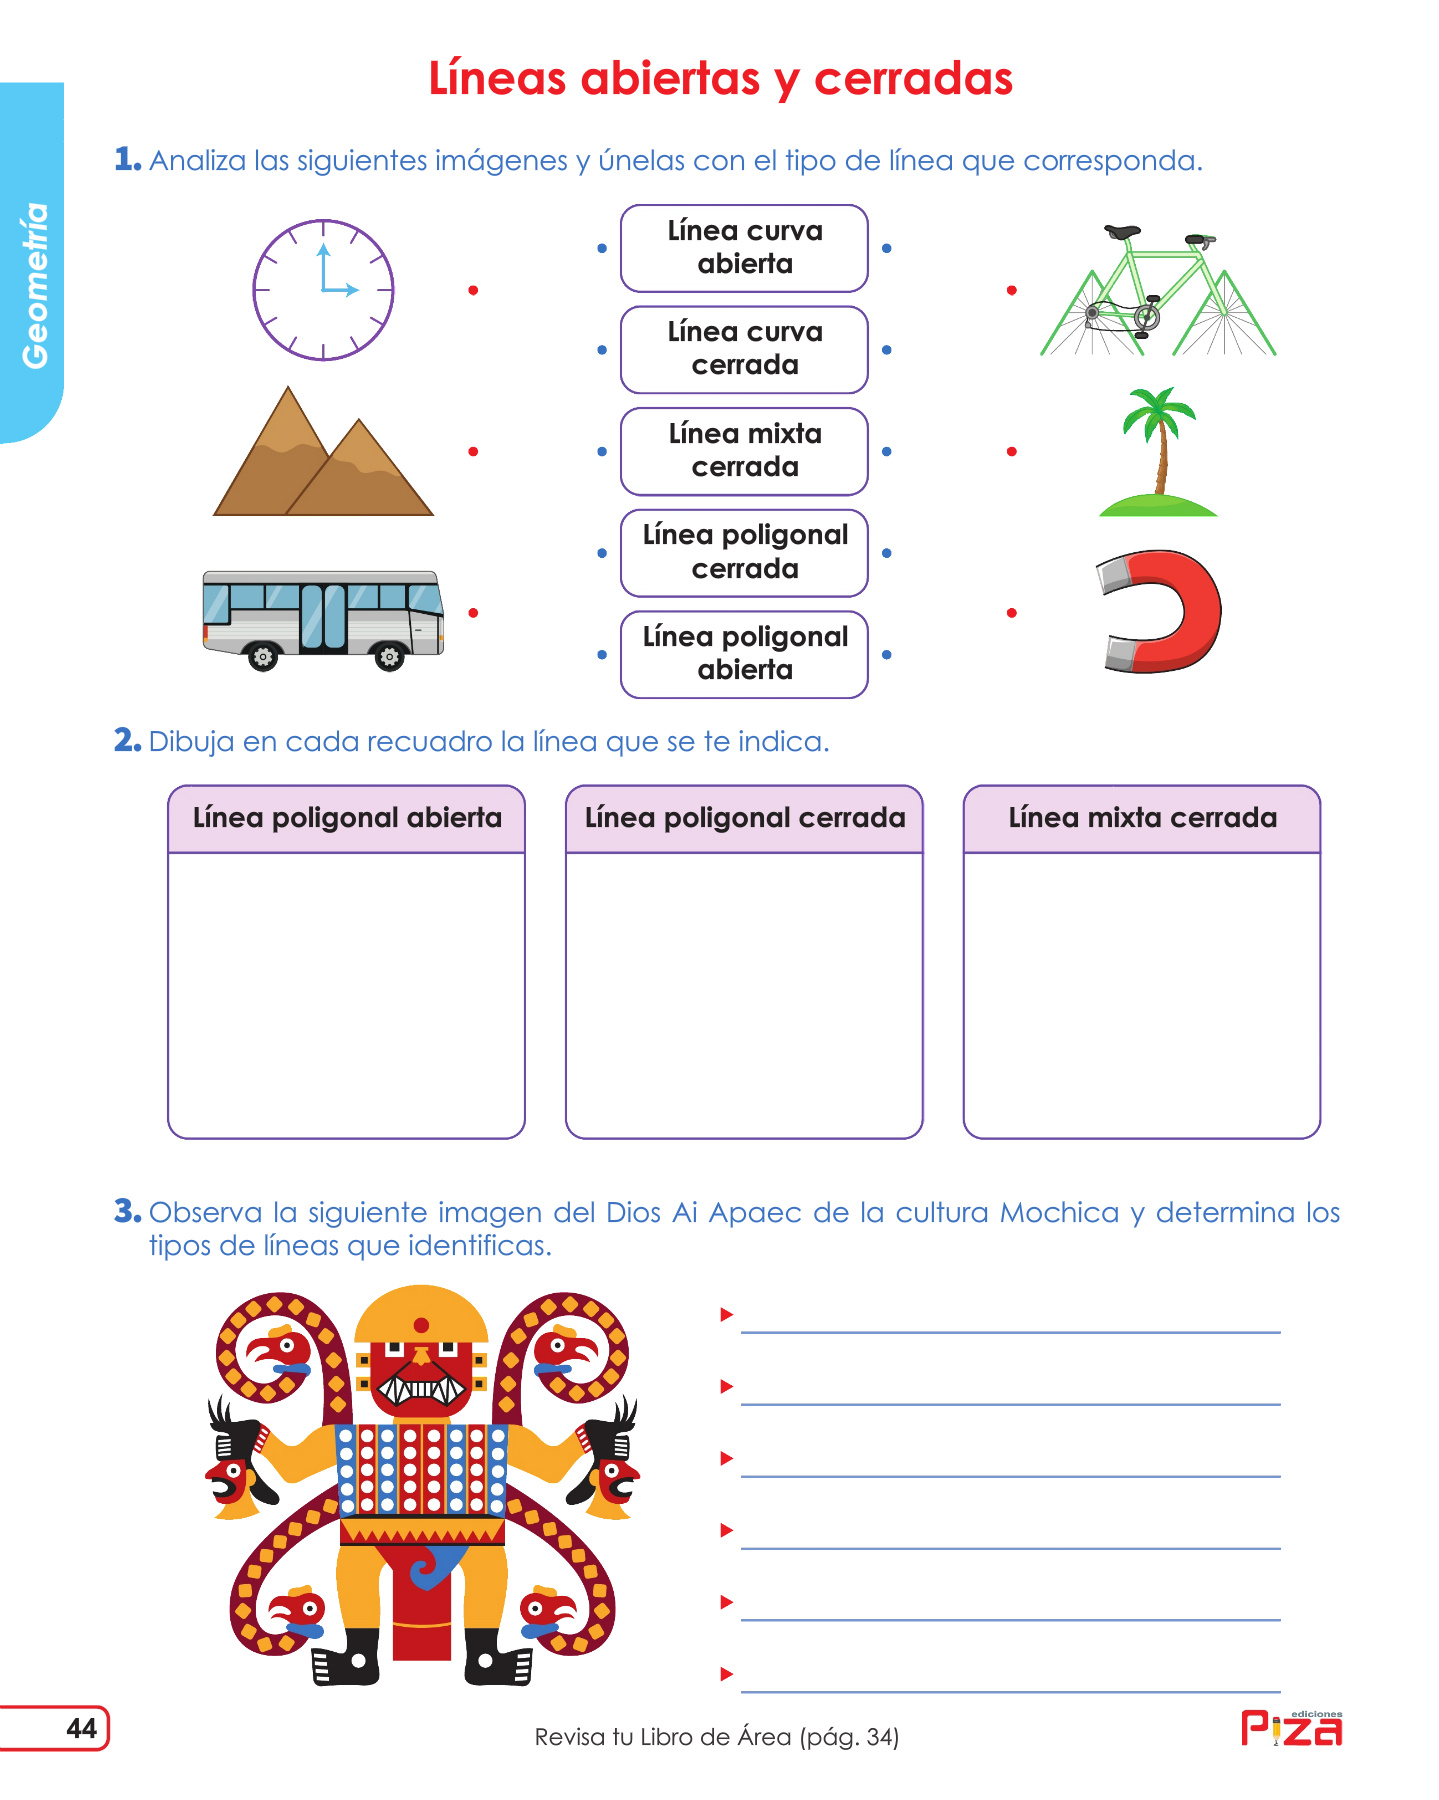 Líneas abiertas y cerradas
Geometría
1. Analiza las siguientes imágenes y únelas con el tipo de línea que corresponda.
Línea curva
abierta
Línea curva
cerrada
Línea mixta
cerrada
Línea poligonal
cerrada
Línea poligonal
abierta
2. Dibuja en cada recuadro la línea que se te indica.
Línea poligonal abierta
Línea poligonal cerrada
Línea mixta cerrada
3. Observa la siguiente imagen del Dios Ai Apaec de la cultura Mochica y determina los
tipos de líneas que identificas.
44
Revisa tu Libro de Área (pág. 34)
ediciones
Piza